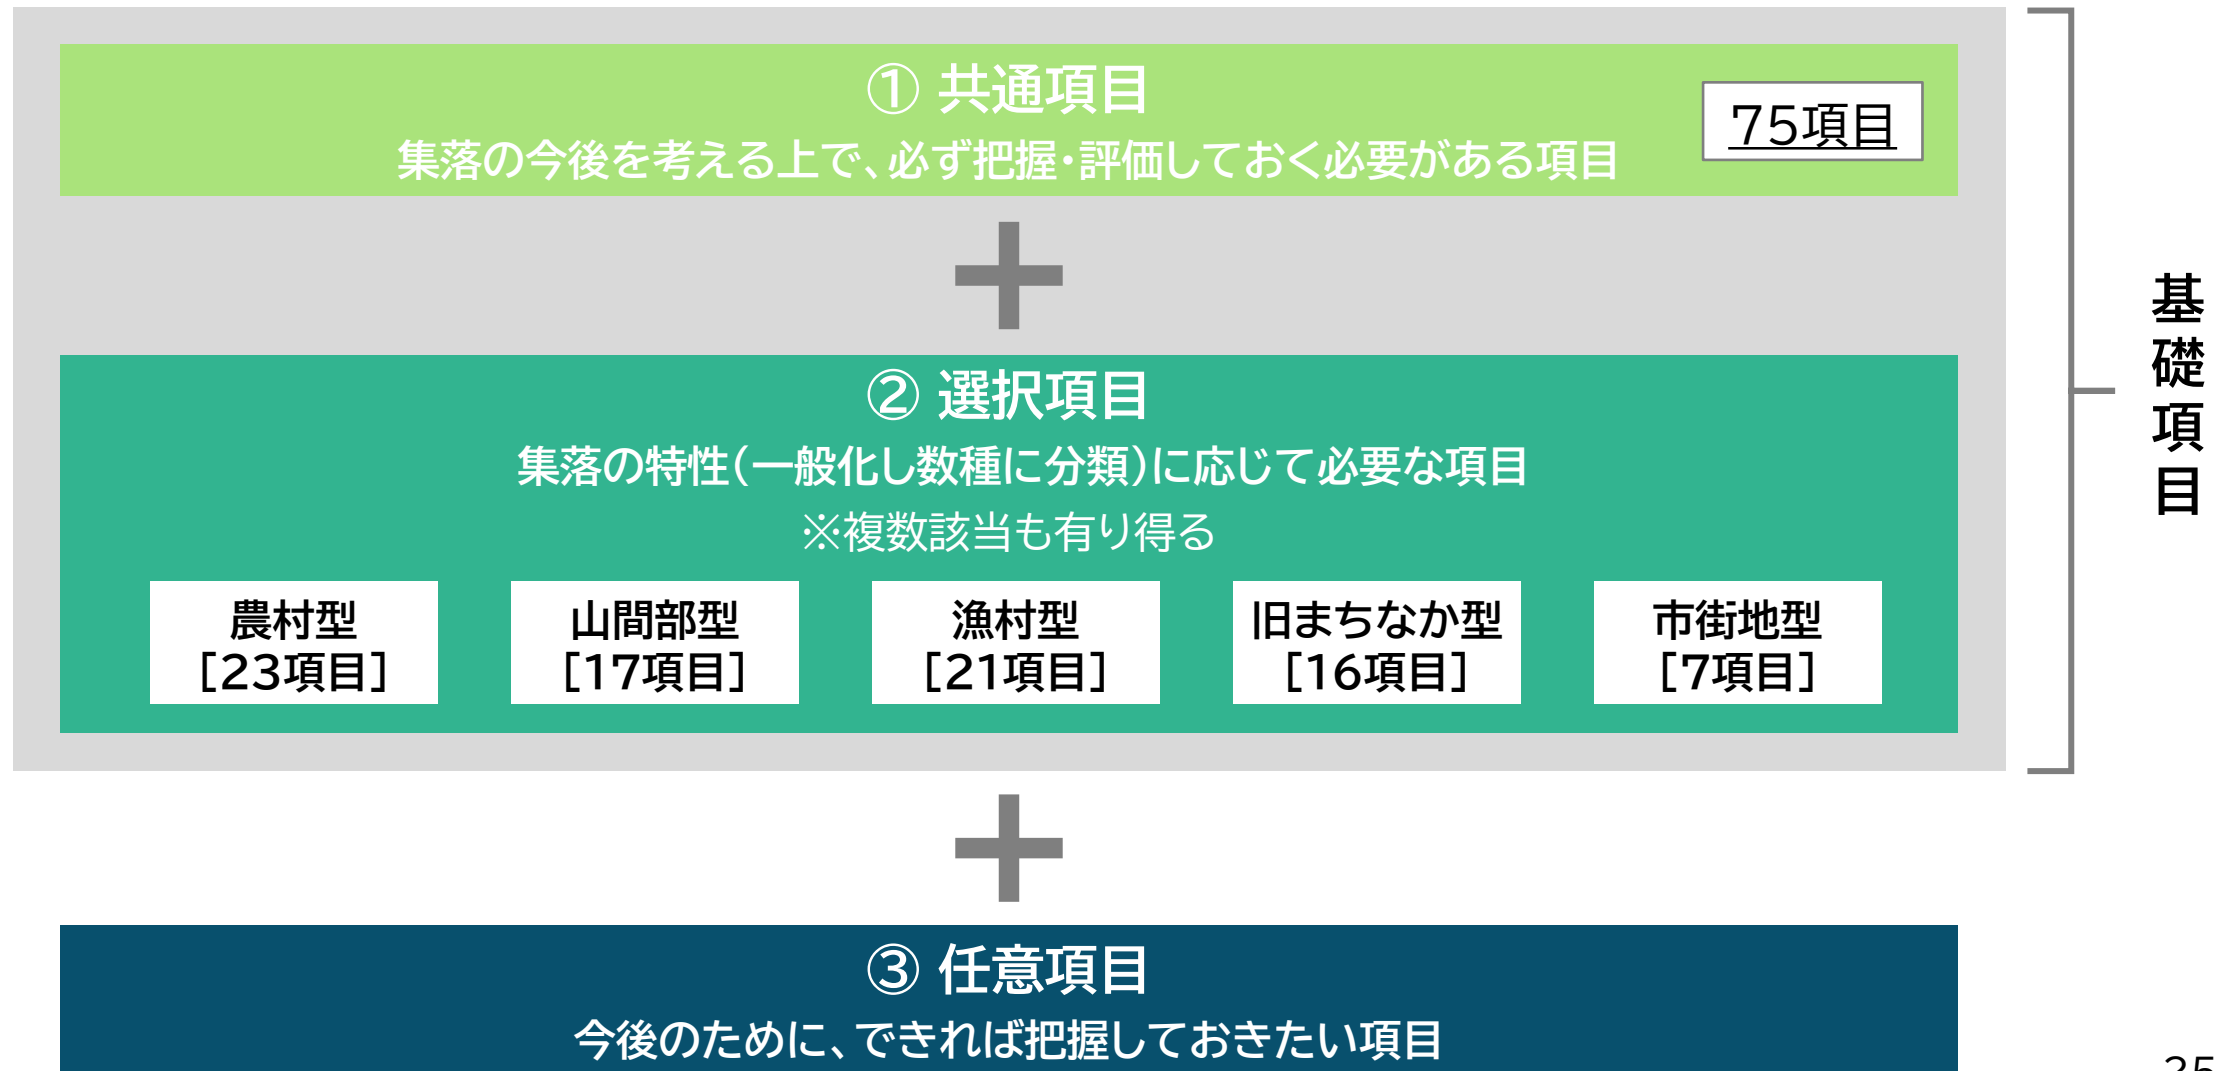 ① 共通項目
集落の今後を考える上で、必ず把握・評価しておく必要がある項目
75項目
② 選択項目
集落の特性(一般化し数種に分類)に応じて必要な項目
※複数該当も有り得る
農村型
[23項目]
山間部型
[17項目]
漁村型
[21項目]
旧まちなか型
[16項目]
市街地型
[7項目]
基礎項目
③ 任意項目
今後のために、できれば把握しておきたい項目
25